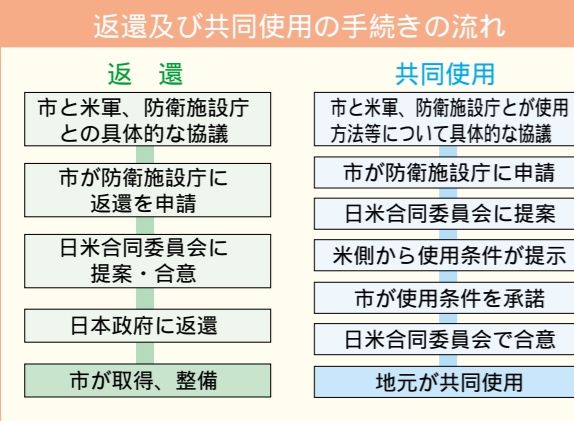 返還及び共同使用の手続きの流れ
返　還
市と米軍、防衛施設庁
との具体的な協議
市が防衛施設庁に
返還を申請
日米合同委員会に
提案・合意
日本政府に返還
市が取得、整備
共同使用
市と米軍、防衛施設庁とが使用
方法等について具体的な協議
市が防衛施設庁に申請
日米合同委員会に提案
米側から使用条件が提示
市が使用条件を承諾
日米合同委員会で合意
地元が共同使用